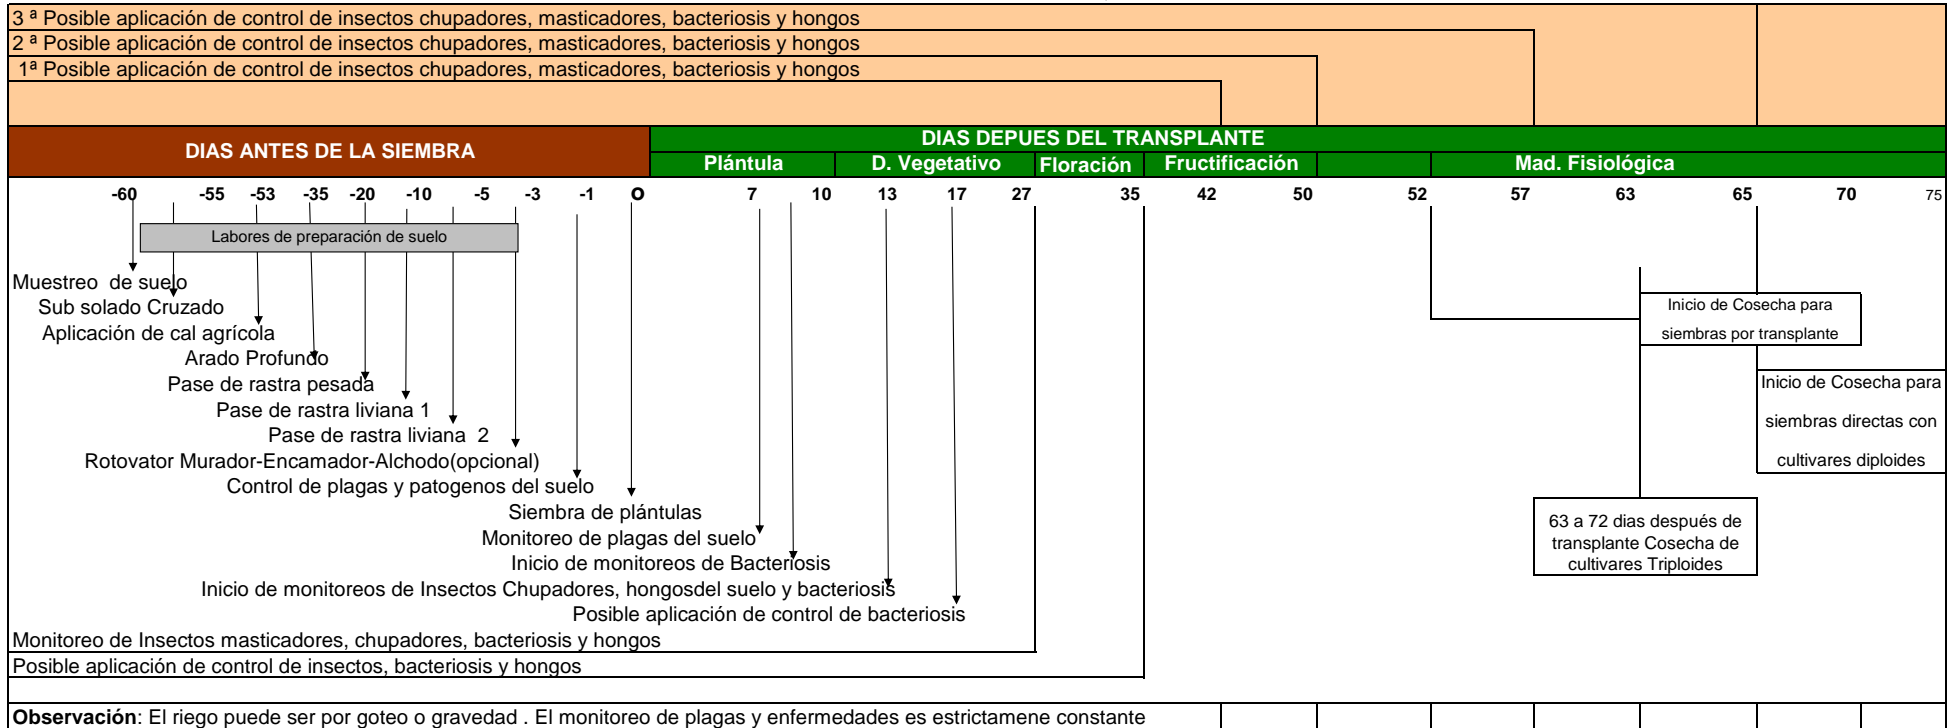 3 ª Posible aplicación de control de insectos chupadores, masticadores, bacteriosis y hongos
2 ª Posible aplicación de control de insectos chupadores, masticadores, bacteriosis y hongos
1ª Posible aplicación de control de insectos chupadores, masticadores, bacteriosis y hongos
DIAS ANTES DE LA SIEMBRA
DIAS DEPUES DEL TRANSPLANTE
Plántula D. Vegetativo Floración Fructificación Mad. Fisiológica
-60 -55 -53 -35 -20 -10 -5 -3 -1 O 7 10 13 17 27 35 42 50 52 57 63 65 70 75
Labores de preparación de suelo
Muestreo de suelo
Sub solado Cruzado
Aplicación de cal agrícola
Arado Profundo
Pase de rastra pesada
Pase de rastra liviana 1
Pase de rastra liviana 2
Rotovator Murador-Encamador-Alchodo(opcional)
Control de plagas y patogenos del suelo
Siembra de plántulas
Monitoreo de plagas del suelo
Inicio de monitoreos de Bacteriosis
Inicio de monitoreos de Insectos Chupadores, hongosdel suelo y bacteriosis
Posible aplicación de control de bacteriosis
Monitoreo de Insectos masticadores, chupadores, bacteriosis y hongos
Posible aplicación de control de insectos, bacteriosis y hongos
Inicio de Cosecha para
siembras por transplante
Inicio de Cosecha para
siembras directas con
cultivares diploides
63 a 72 dias después de
transplante Cosecha de
cultivares Triploides
Observación: El riego puede ser por goteo o gravedad . El monitoreo de plagas y enfermedades es estrictamene constante